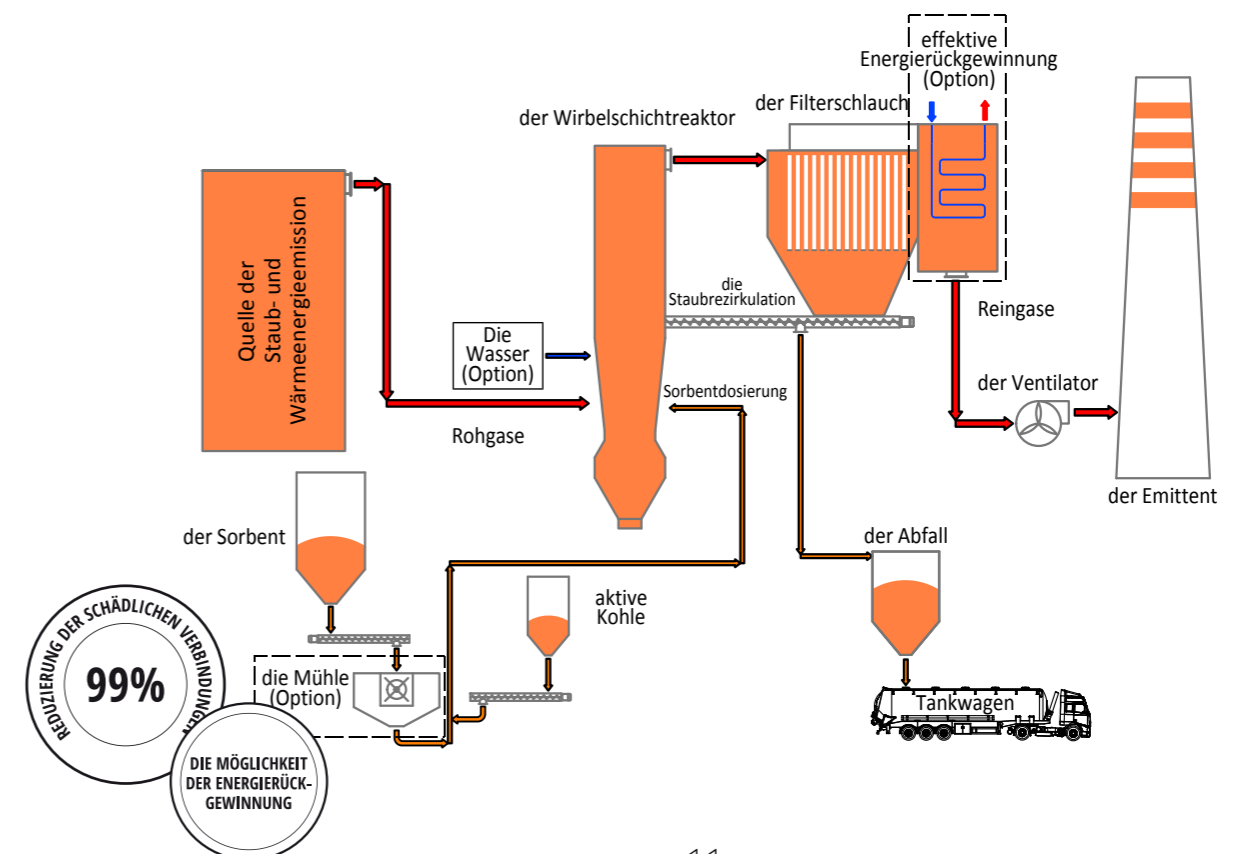 effektive
Energierückgewinnung
(Option)
der Filterschlauch
der Wirbelschichtreaktor
Quelle der
Staub- und
Wärmeenergieemission
die
Staubrezirkulation
Reingase
Die
Wasser
(Option)
der Ventilator
Sorbentdosierung
Rohgase
der Emittent
der Sorbent
der Abfall
aktive
Kohle
REDUZIERUNG DER SCHÄDLICHEN VERBINDUNGEN
99%
die Mühle
(Option)
Tankwagen
DIE MÖGLICHKEIT
DER ENERGIERÜCK-
GEWINNUNG